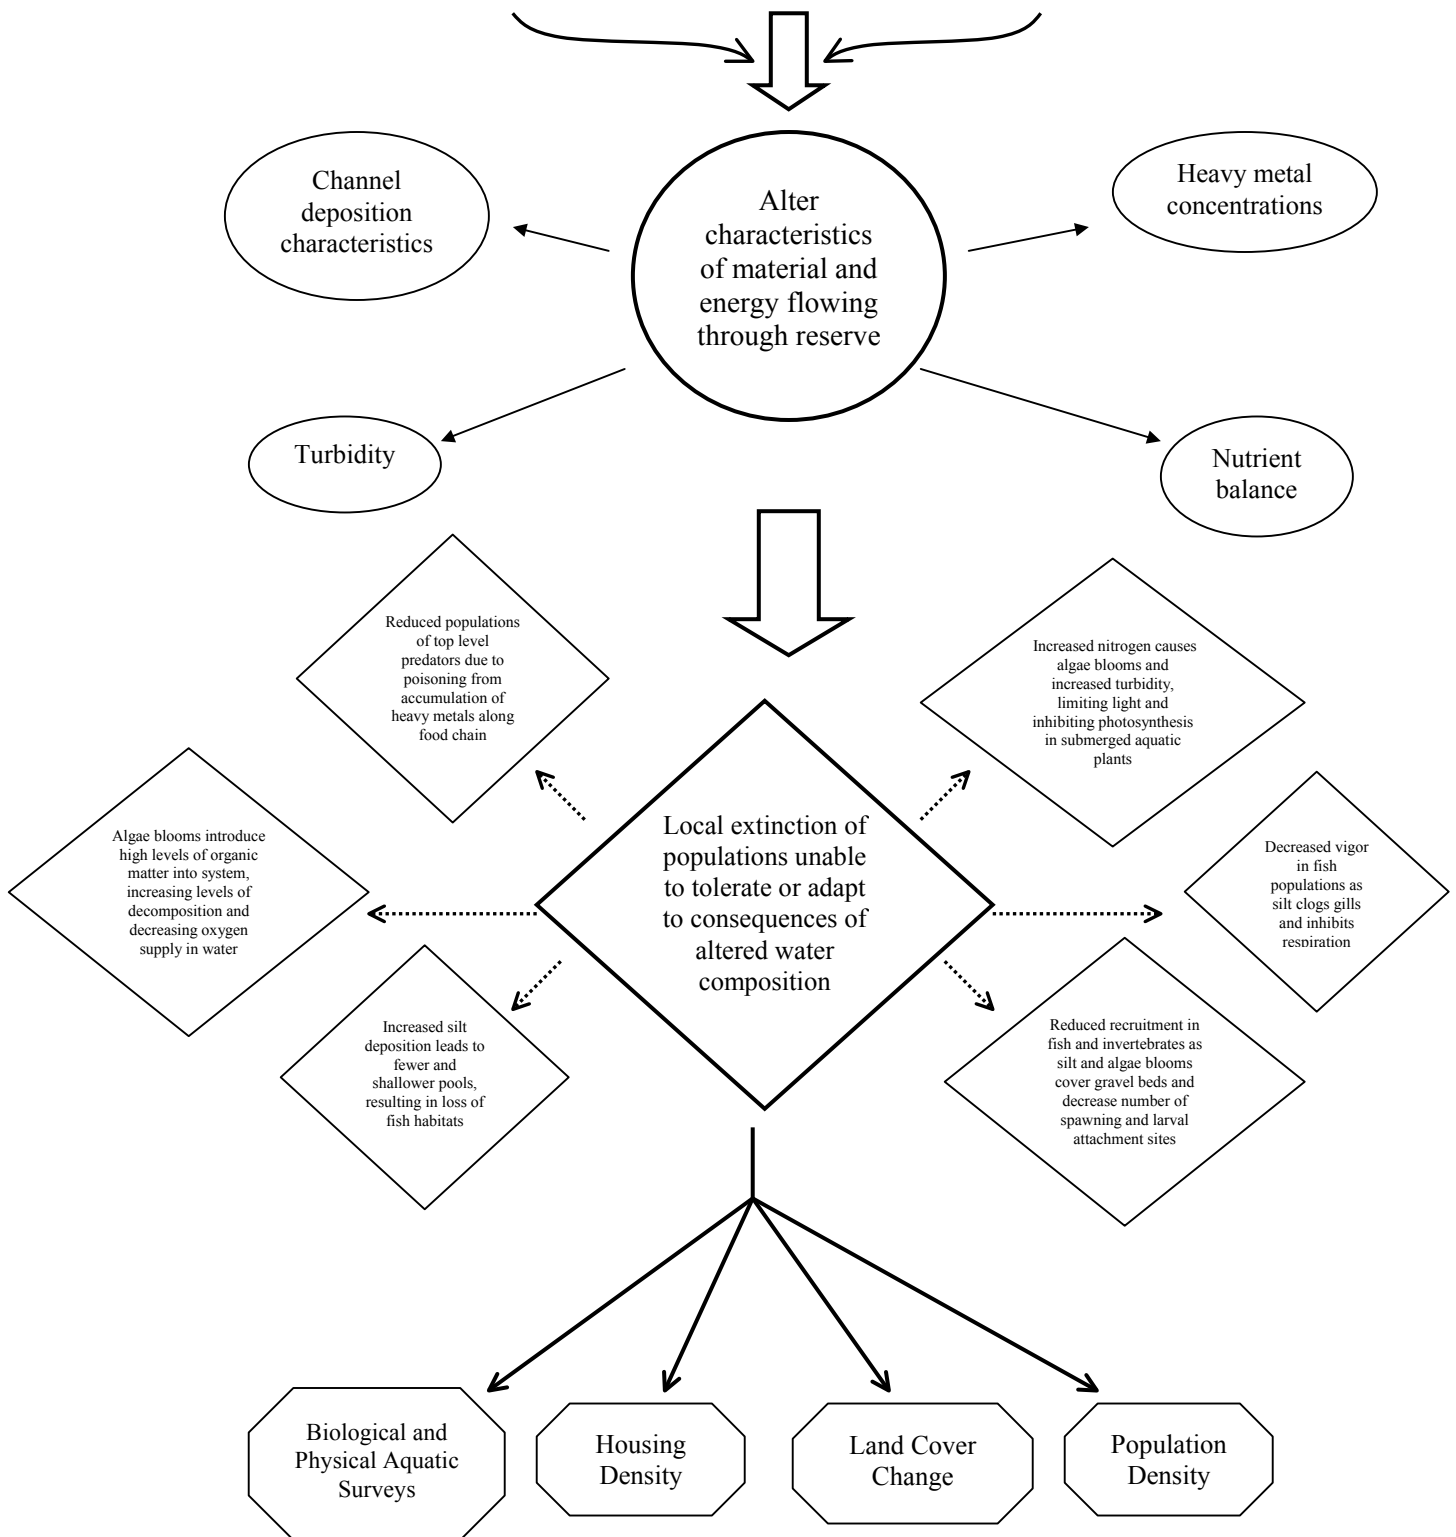 Channel
deposition
characteristics
Alter
characteristics
of material and
energy flowing
through reserve
Heavy metal
concentrations
Turbidity
Nutrient
balance
Reduced populations
of top level
predators due to
poisoning from
accumulation of
heavy metals along
food chain
Increased nitrogen causes
algae blooms and
increased turbidity,
limiting light and
inhibiting photosynthesis
in submerged aquatic
plants
Algae blooms introduce
high levels of organic
matter into system,
increasing levels of
decomposition and
decreasing oxygen
supply in water
Local extinction of
populations unable
to tolerate or adapt
to consequences of
altered water
composition
Decreased vigor
in fish
populations as
silt clogs gills
and inhibits
respiration
Increased silt
deposition leads to
fewer and
shallower pools,
resulting in loss of
fish habitats
Reduced recruitment in
fish and invertebrates as
silt and algae blooms
cover gravel beds and
decrease number of
spawning and larval
attachment sites
Biological and
Physical Aquatic
Surveys
Housing
Density
Land Cover
Change
Population
Density